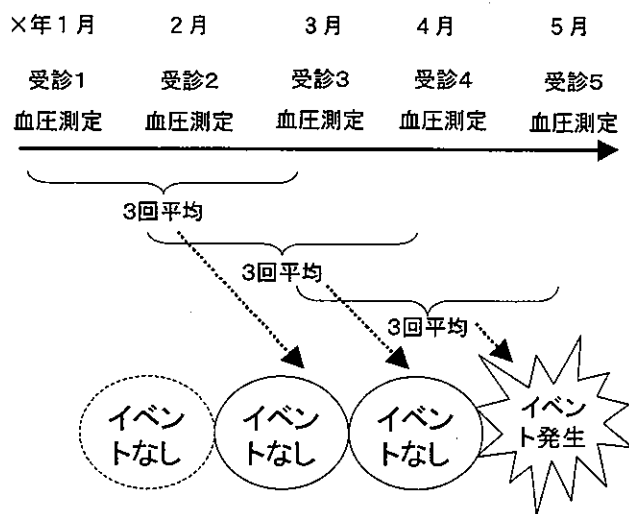 ×年1月 2月 3月 4月 5月
受診1 受診2 受診3 受診4 受診5
血圧測定 血圧測定 血圧測定 血圧測定 血圧測定
3回平均
3回平均
3回平均
イベン
トなし
イベン
トなし
イベン
トなし
イベン
ト発生